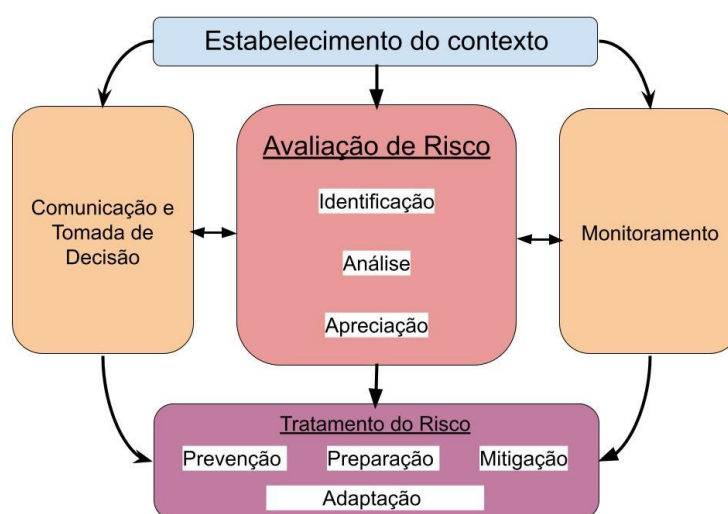 Estabelecimento do contexto
Comunicação e
Tomada de
Decisão
Avaliação de Risco
Identificação
Análise
Apreciação
Monitoramento
Tratamento do Risco
Prevenção Preparação Mitigação
Adaptação